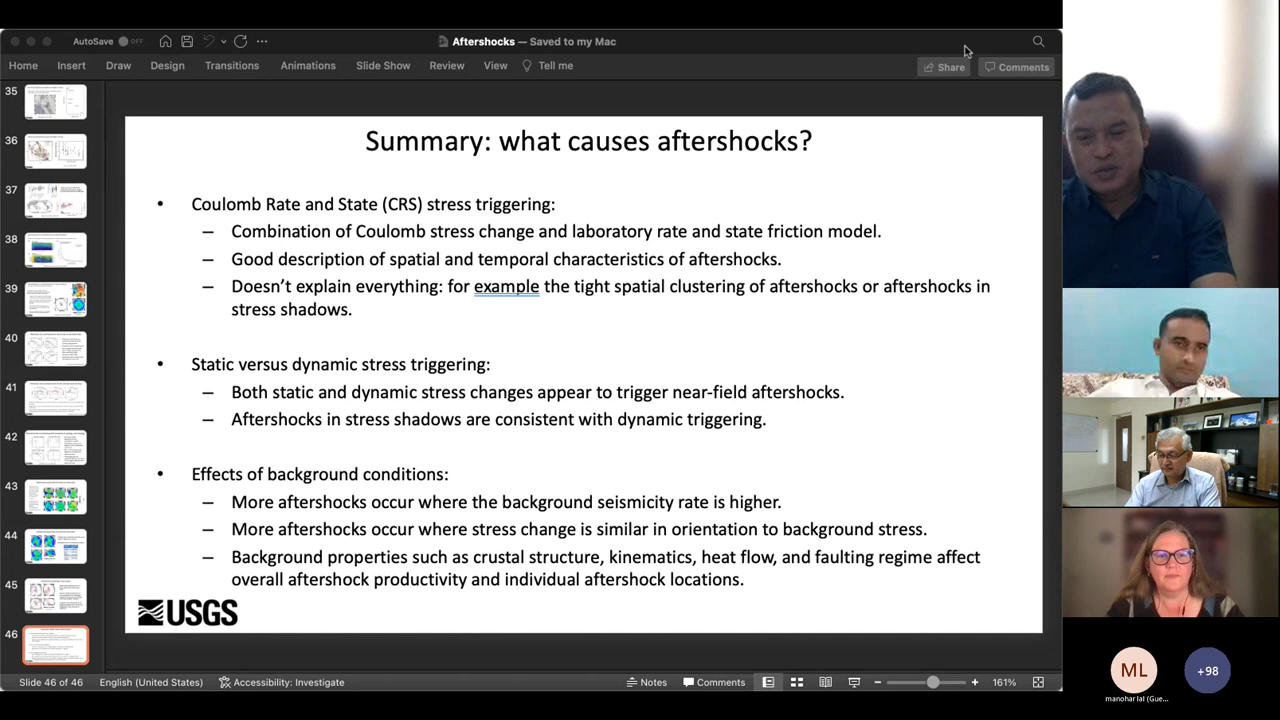 AutoSave OFF
Aftershocks — Saved to my Mac
Home Insert Draw Design Transitions Animations Slide Show Review View Tell me
Share Comments
35
36
37
38
39
40
41
42
43
44
45
46
Summary: what causes aftershocks?
• Coulomb Rate and State (CRS) stress triggering:
– Combination of Coulomb stress change and laboratory rate and state friction model.
– Good description of spatial and temporal characteristics of aftershocks.
– Doesn't explain everything: for example the tight spatial clustering of aftershocks or aftershocks in
stress shadows.
• Static versus dynamic stress triggering:
– Both static and dynamic stress changes appear to trigger near-field aftershocks.
– Aftershocks in stress shadows are consistent with dynamic triggering.
• Effects of background conditions:
– More aftershocks occur where the background seismicity rate is higher.
– More aftershocks occur where stress change is similar in orientation to background stress.
– Background properties such as crustal structure, kinematics, heat flow, and faulting regime affect
overall aftershock productivity and individual aftershock locations.
USGS
Slide 46 of 46 English (United States) Accessibility: Investigate Notes Comments 161%
ML
+98
manohar lal (Gue...